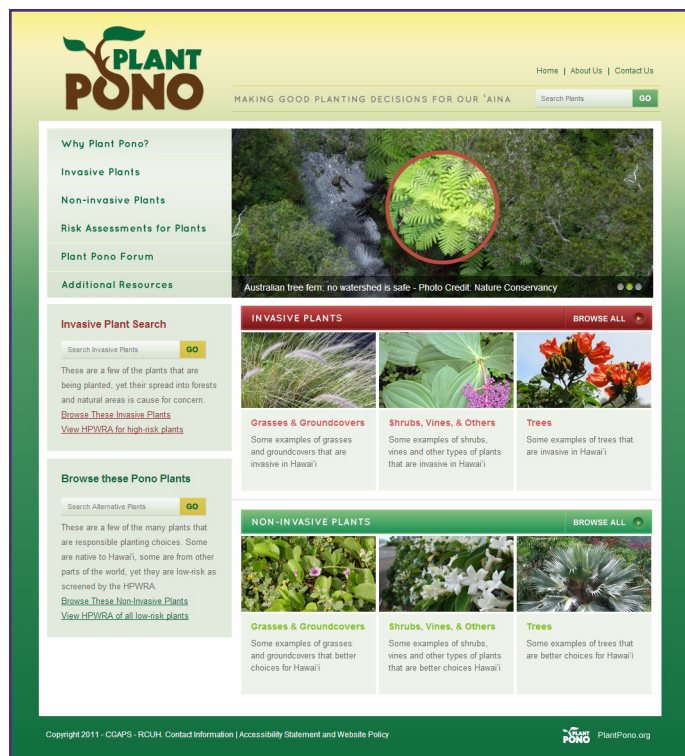 PLANT
PONO
Home | About Us | Contact Us
MAKING GOOD PLANTING DECISIONS FOR OUR 'AINA
Search Plants GO
Why Plant Pono?
Invasive Plants
Non-invasive Plants
Risk Assessments for Plants
Plant Pono Forum
Additional Resources
Australian tree fern: no watershed is safe - Photo Credit: Nature Conservancy
Invasive Plant Search
Search Invasive Plants GO
These are a few of the plants that are
being planted, yet their spread into forests
and natural areas is cause for concern.
Browse These Invasive Plants
View HPWRA for high-risk plants
Browse these Pono Plants
Search Alternative Plants GO
These are a few of the many plants that
are responsible planting choices. Some
are native to Hawai'i, some are from other
parts of the world, yet they are low-risk as
screened by the HPWRA.
Browse These Non-Invasive Plants
View HPWRA of all low-risk plants
INVASIVE PLANTS BROWSE ALL
Grasses & Groundcovers
Some examples of grasses
and groundcovers that are
invasive in Hawai'i
Shrubs, Vines, & Others
Some examples of shrubs,
vines and other types of plants
that are invasive in Hawai'i
Trees
Some examples of trees that
are invasive in Hawai'i
NON-INVASIVE PLANTS BROWSE ALL
Grasses & Groundcovers
Some examples of grasses
and groundcovers that better
choices for Hawai'i
Shrubs, Vines, & Others
Some examples of shrubs,
vines and other types of plants
that are better choices Hawai'i
Trees
Some examples of trees that
are better choices for Hawai'i
Copyright 2011 - CGAPS - RCUH. Contact Information | Accessibility Statement and Website Policy
PLANT
PONO
PlantPono.org